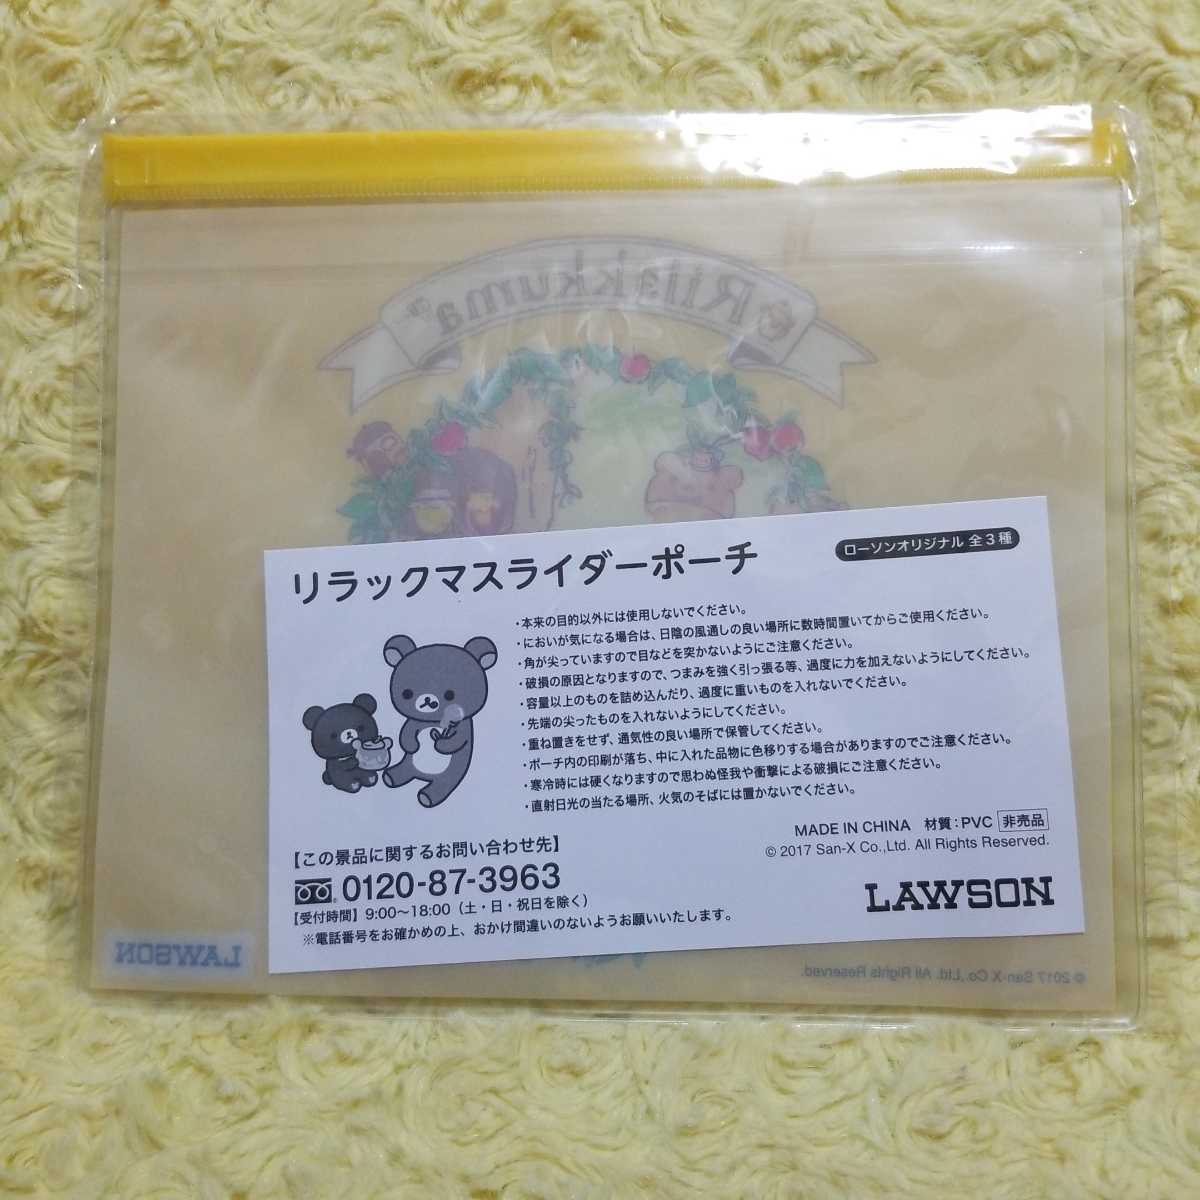 Rilakkuma™
リラックマスライダーポーチ
ローソンオリジナル 全3種
・本来の目的以外には使用しないでください。
・においが気になる場合は、日陰の風通しの良い場所に数時間置いてからご使用ください。
・角が尖っていますので目などを突かないようにご注意ください。
・破損の原因となりますので、つまみを強く引っ張る等、過度に力を加えないようにしてください。
・容量以上のものを詰め込んだり、過度に重いものを入れないでください。
・先端の尖ったものを入れないようにしてください。
・重ね置きをせず、通気性の良い場所で保管してください。
・ポーチ内の印刷が落ち、中に入れた品物に色移りする場合がありますのでご注意ください。
・寒冷時には硬くなりますので思わぬ怪我や衝撃による破損にご注意ください。
・直射日光の当たる場所、火気のそばには置かないでください。
MADE IN CHINA 材質：PVC 非売品
© 2017 San-X Co.,Ltd. All Rights Reserved.
【この景品に関するお問い合わせ先】
0120-87-3963
【受付時間】9:00〜18:00（土・日・祝日を除く）
※電話番号をお確かめの上、おかけ間違いのないようお願いいたします。
LAWSON
LAWSON
© 2017 San-X Co.,Ltd. All Rights Reserved.